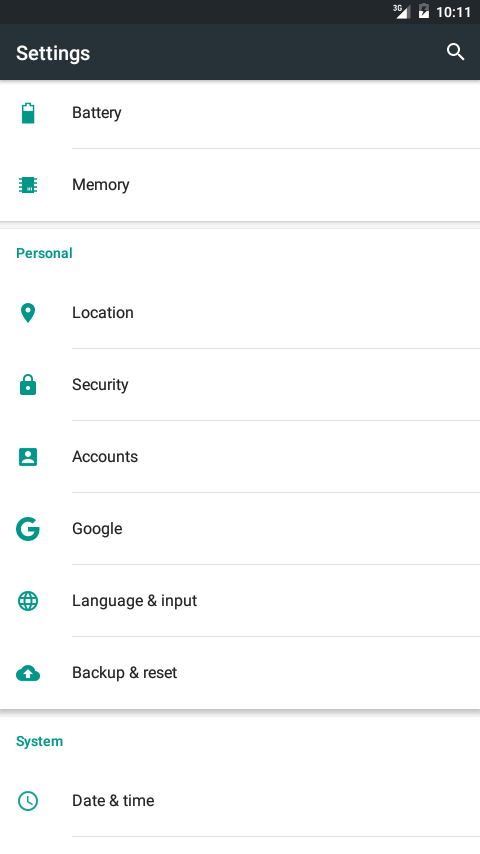 3G 10:11
Settings
Battery
Memory
Personal
Location
Security
Accounts
Google
Language & input
Backup & reset
System
Date & time